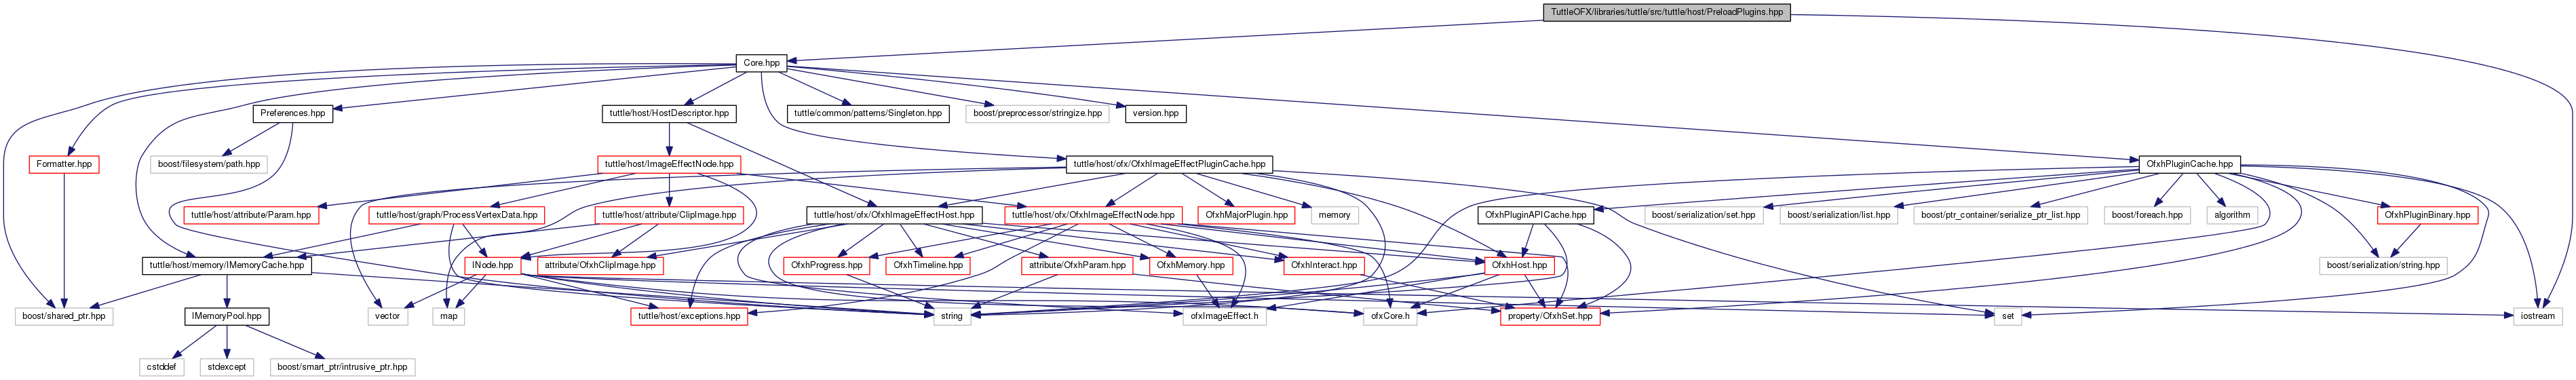 TuttleOFX/libraries/tuttle/src/tuttle/host/PreloadPlugins.hpp
Core.hpp
Preferences.hpp
tuttle/host/HostDescriptor.hpp
tuttle/common/patterns/Singleton.hpp
boost/preprocessor/stringize.hpp
version.hpp
Formatter.hpp
boost/filesystem/path.hpp
tuttle/host/ImageEffectNode.hpp
tuttle/host/ofx/OfxhImageEffectPluginCache.hpp
OfxhPluginCache.hpp
tuttle/host/attribute/Param.hpp
tuttle/host/graph/ProcessVertexData.hpp
tuttle/host/attribute/ClipImage.hpp
tuttle/host/ofx/OfxhImageEffectHost.hpp
tuttle/host/ofx/OfxhImageEffectNode.hpp
OfxhMajorPlugin.hpp
memory
OfxhPluginAPICache.hpp
boost/serialization/set.hpp
boost/serialization/list.hpp
boost/ptr_container/serialize_ptr_list.hpp
boost/foreach.hpp
algorithm
OfxhPluginBinary.hpp
tuttle/host/memory/IMemoryCache.hpp
INode.hpp
attribute/OfxhClipImage.hpp
OfxhProgress.hpp
OfxhTimeline.hpp
attribute/OfxhParam.hpp
OfxhMemory.hpp
OfxhInteract.hpp
OfxhHost.hpp
boost/serialization/string.hpp
boost/shared_ptr.hpp
IMemoryPool.hpp
vector
map
tuttle/host/exceptions.hpp
string
ofxImageEffect.h
ofxCore.h
property/OfxhSet.hpp
set
iostream
cstddef
stdexcept
boost/smart_ptr/intrusive_ptr.hpp